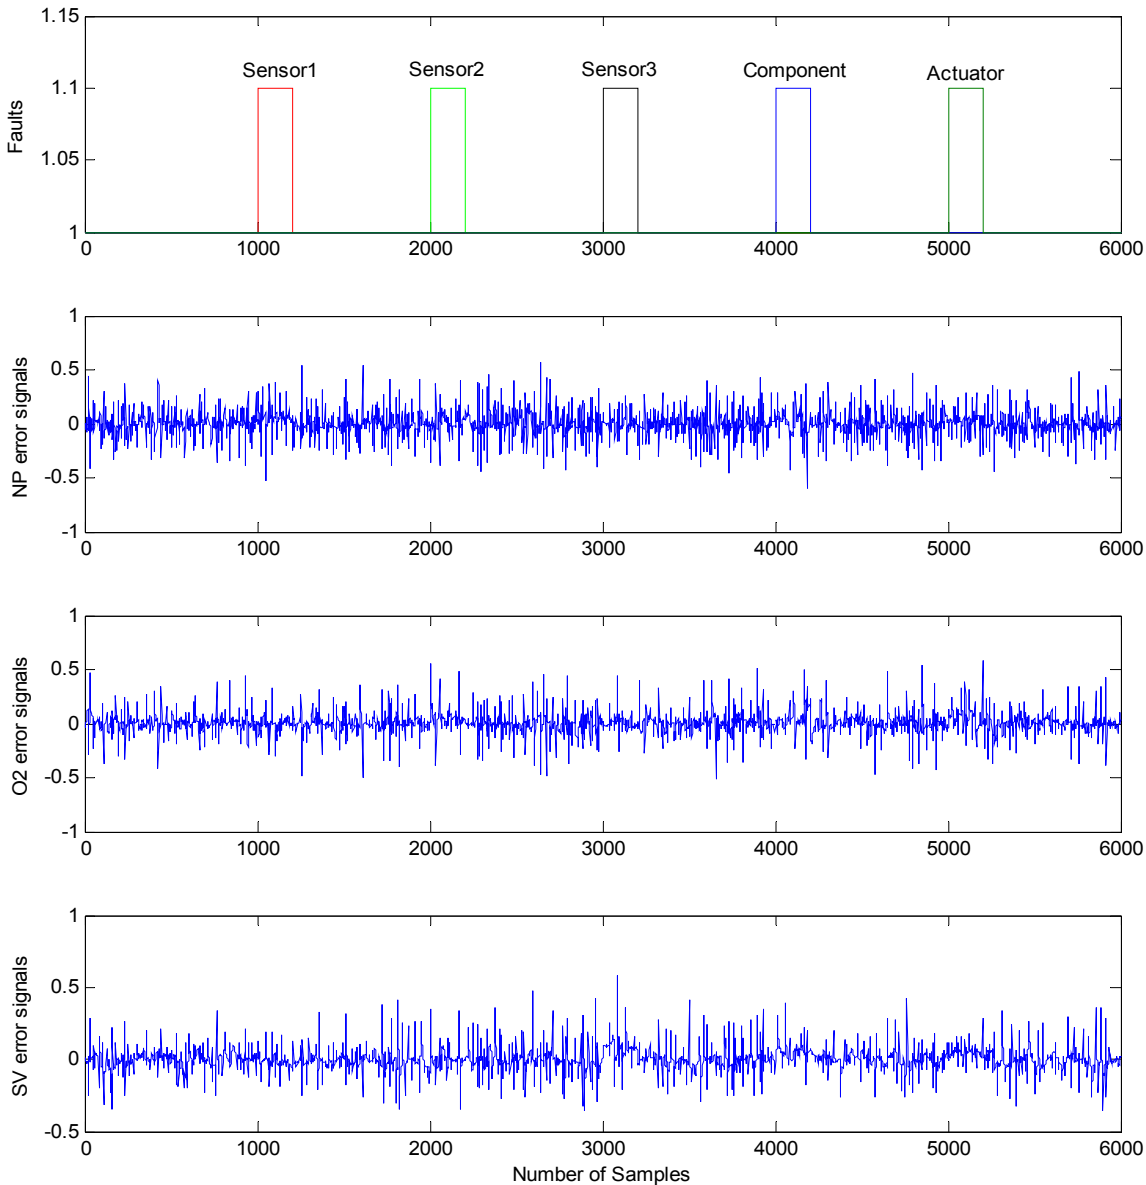 1.15
Sensor1 Sensor2 Sensor3 Component Actuator
1.1
Faults
1.05
1
0 1000 2000 3000 4000 5000 6000
1
0.5
NP error signals
0
-0.5
-1
0 1000 2000 3000 4000 5000 6000
1
0.5
O2 error signals
0
-0.5
-1
0 1000 2000 3000 4000 5000 6000
1
0.5
SV error signals
0
-0.5
0 1000 2000 3000 4000 5000 6000
Number of Samples